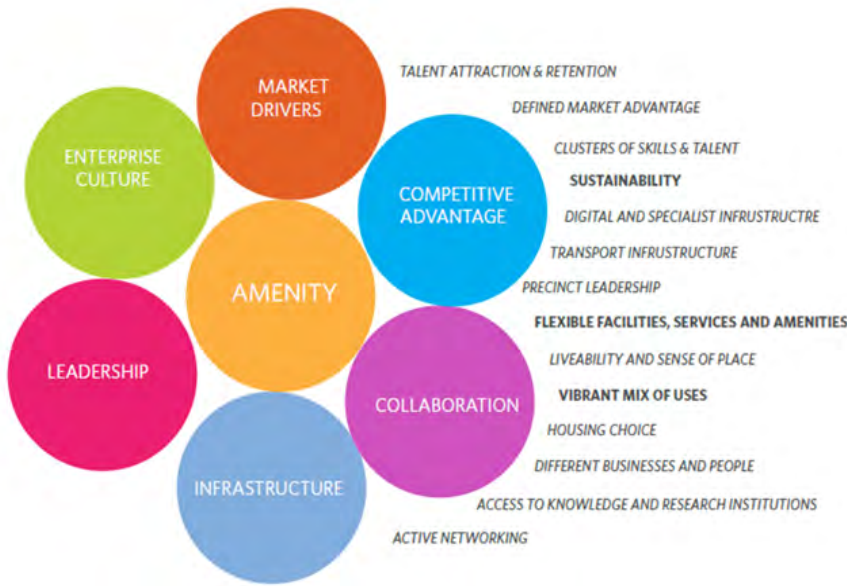 MARKET
DRIVERS
ENTERPRISE
CULTURE
COMPETITIVE
ADVANTAGE
AMENITY
LEADERSHIP
COLLABORATION
INFRASTRUCTURE
TALENT ATTRACTION & RETENTION
DEFINED MARKET ADVANTAGE
CLUSTERS OF SKILLS & TALENT
SUSTAINABILITY
DIGITAL AND SPECIALIST INFRUSTRUCTRE
TRANSPORT INFRUSTRUCTURE
PRECINCT LEADERSHIP
FLEXIBLE FACILITIES, SERVICES AND AMENITIES
LIVEABILITY AND SENSE OF PLACE
VIBRANT MIX OF USES
HOUSING CHOICE
DIFFERENT BUSINESSES AND PEOPLE
ACCESS TO KNOWLEDGE AND RESEARCH INSTITUTIONS
ACTIVE NETWORKING